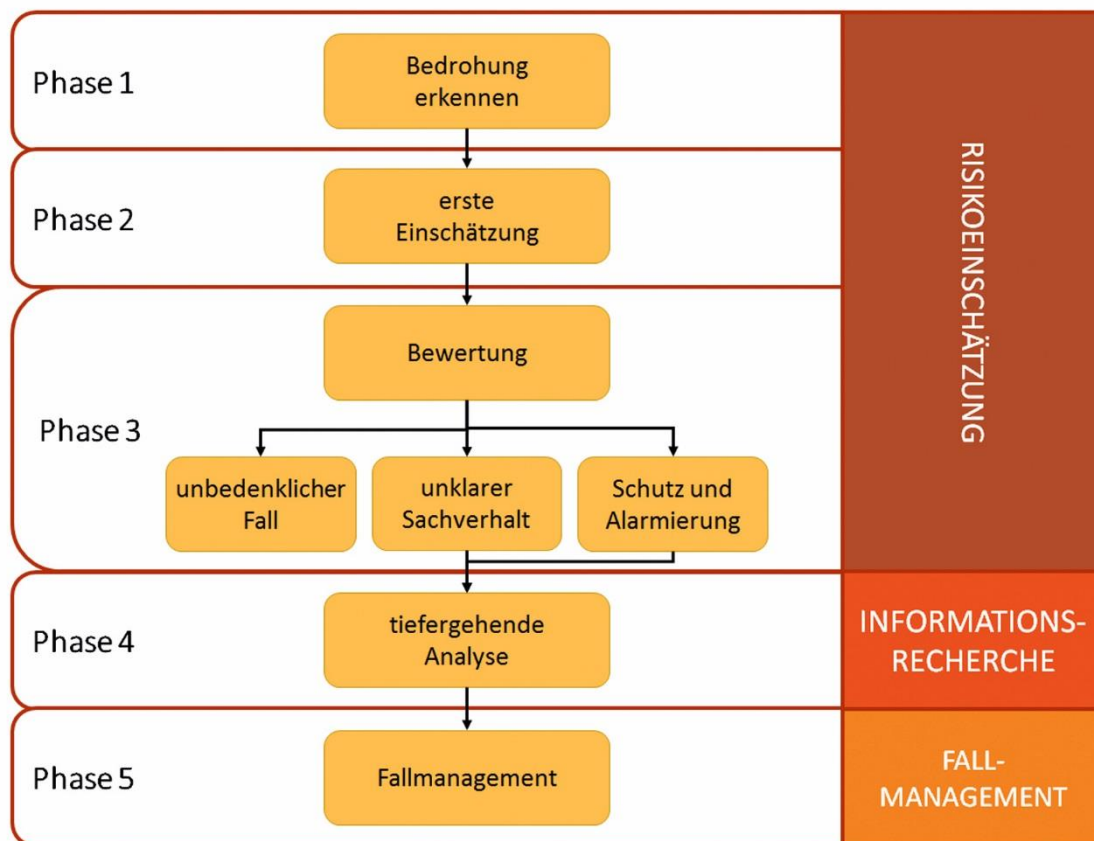 Phase 1
Bedrohung
erkennen
Phase 2
erste
Einschätzung
Phase 3
Bewertung
unbedenklicher
Fall
unklarer
Sachverhalt
Schutz und
Alarmierung
RISIKOEINSCHÄTZUNG
Phase 4
tiefergehende
Analyse
INFORMATIONS-
RECHERCHE
Phase 5
Fallmanagement
FALL-
MANAGEMENT